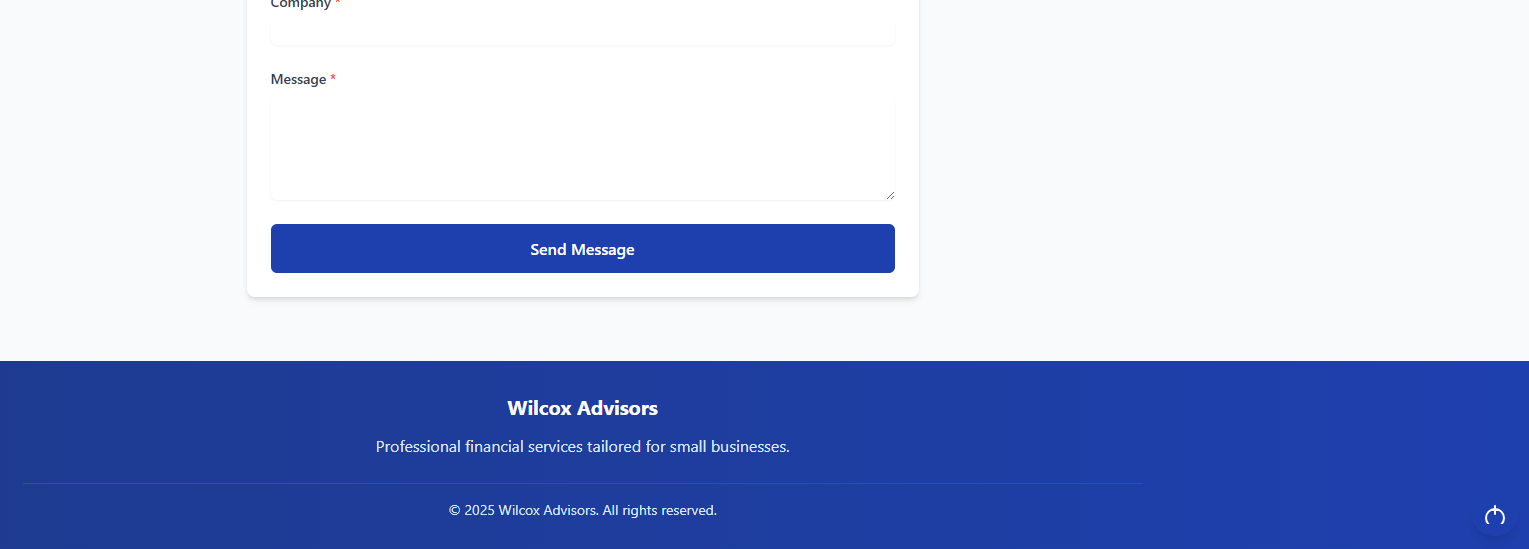 Company *
Message *
Send Message
Wilcox Advisors
Professional financial services tailored for small businesses.
© 2025 Wilcox Advisors. All rights reserved.